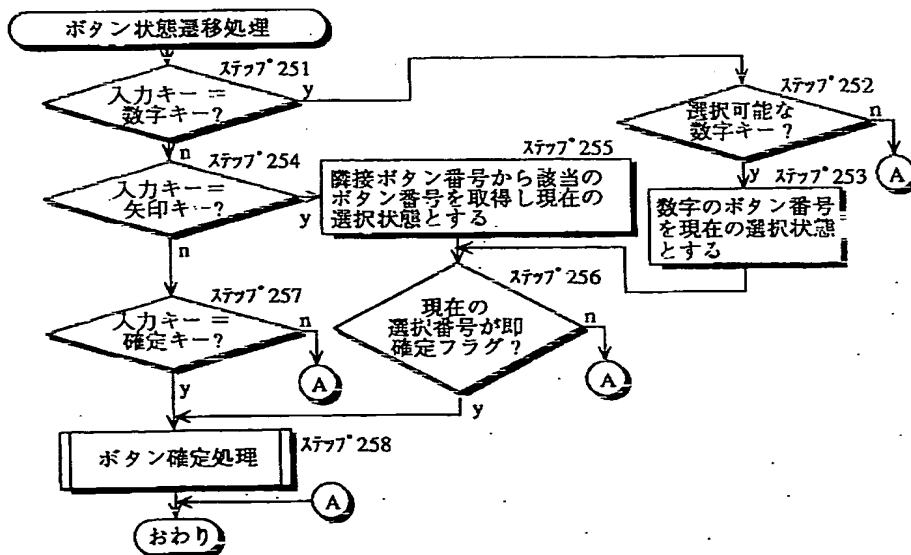 ボタン状態遷移処理
ステップ251
入力キー=
数字キー?
y
n
ステップ252
選択可能な
数字キー?
n
A
y
ステップ253
数字のボタン番号
を現在の選択状態
とする
ステップ254
入力キー=
矢印キー?
y
n
ステップ255
隣接ボタン番号から該当の
ボタン番号を取得し現在の
選択状態とする
ステップ256
現在の
選択番号が即
確定フラグ?
n
A
y
ステップ257
入力キー=
確定キー?
n
A
y
ステップ258
ボタン確定処理
A
おわり